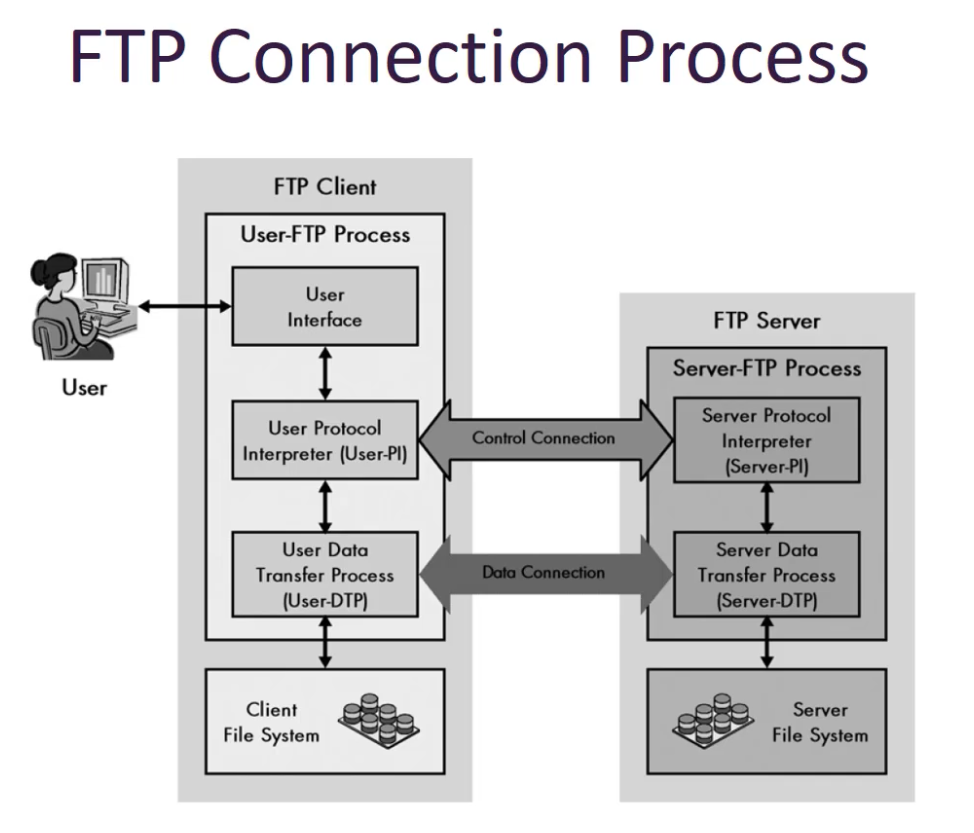 FTP Connection Process
FTP Client
User-FTP Process
User
Interface
User
User Protocol
Interpreter (User-PI)
User Data
Transfer Process
(User-DTP)
Client
File System
Control Connection
Data Connection
FTP Server
Server-FTP Process
Server Protocol
Interpreter
(Server-PI)
Server Data
Transfer Process
(Server-DTP)
Server
File System